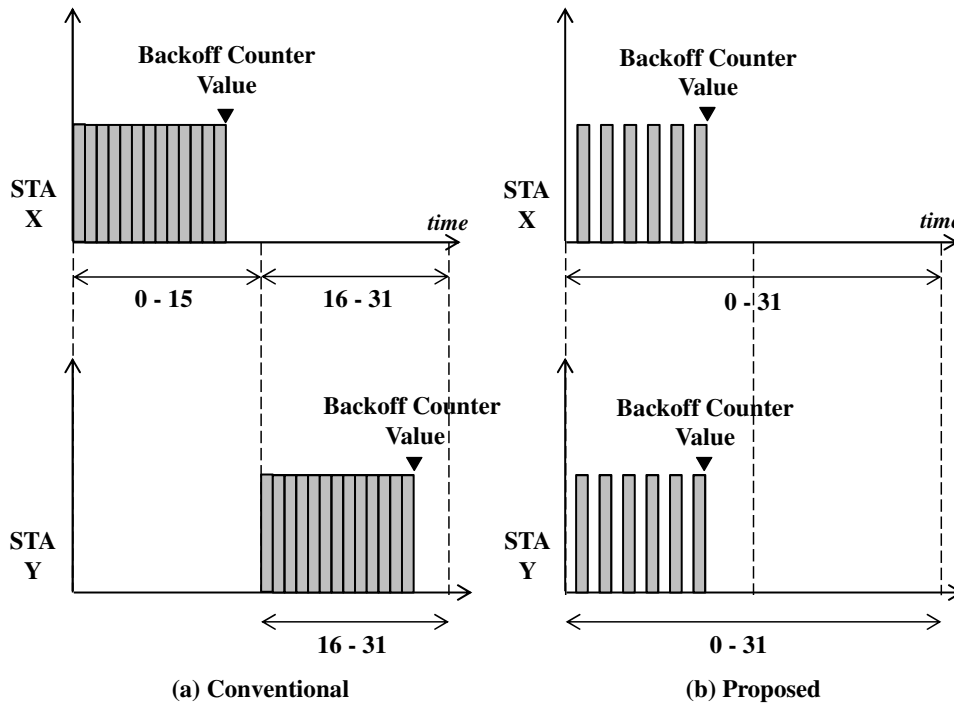 Backoff Counter
Value
STA
X
time
0 - 15
16 - 31
Backoff Counter
Value
STA
Y
16 - 31
(a) Conventional
Backoff Counter
Value
STA
X
time
0 - 31
Backoff Counter
Value
STA
Y
0 - 31
(b) Proposed